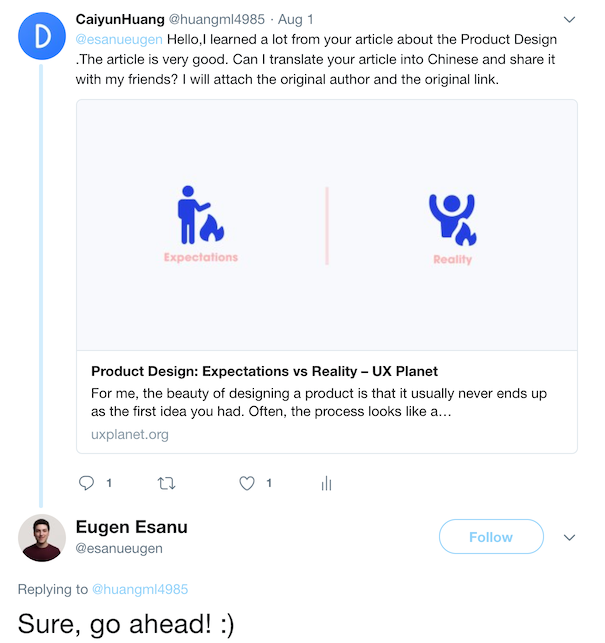 D
CaiyunHuang @huangml4985 · Aug 1
@esanueugen Hello,I learned a lot from your article about the Product Design
.The article is very good. Can I translate your article into Chinese and share it
with my friends? I will attach the original author and the original link.
Expectations
Reality
Product Design: Expectations vs Reality – UX Planet
For me, the beauty of designing a product is that it usually never ends up
as the first idea you had. Often, the process looks like a…
uxplanet.org
1 1
Eugen Esanu
@esanueugen
Follow
Replying to @huangml4985
Sure, go ahead! :)